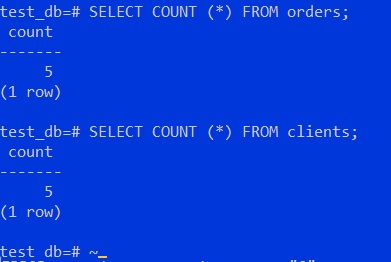 test_db=# SELECT COUNT (*) FROM orders;
count
-------
5
(1 row)
test_db=# SELECT COUNT (*) FROM clients;
count
-------
5
(1 row)
test_db=# ~_